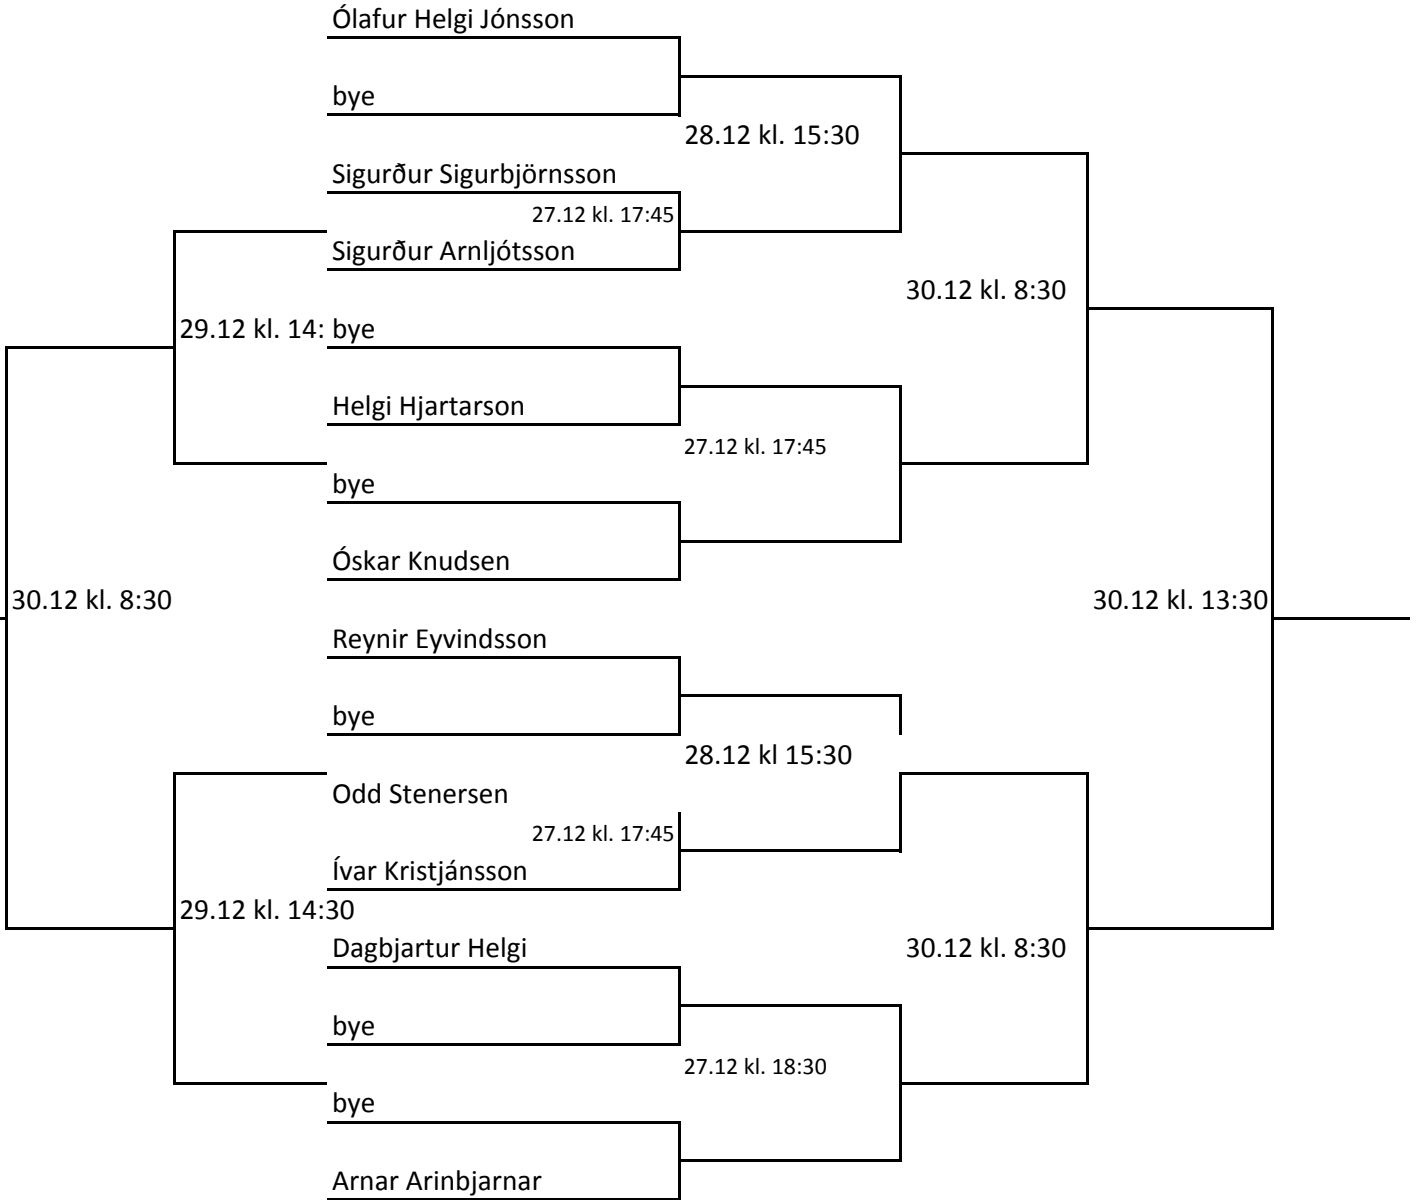 Ólafur Helgi Jónsson
bye
28.12 kl. 15:30
Sigurður Sigurbjörnsson
27.12 kl. 17:45
Sigurður Arnljótsson
30.12 kl. 8:30
29.12 kl. 14:
bye
Helgi Hjartarson
27.12 kl. 17:45
bye
Óskar Knudsen
30.12 kl. 8:30
30.12 kl. 13:30
Reynir Eyvindsson
bye
28.12 kl 15:30
Odd Stenersen
27.12 kl. 17:45
Ívar Kristjánsson
29.12 kl. 14:30
Dagbjartur Helgi
30.12 kl. 8:30
bye
27.12 kl. 18:30
bye
Arnar Arinbjarnar